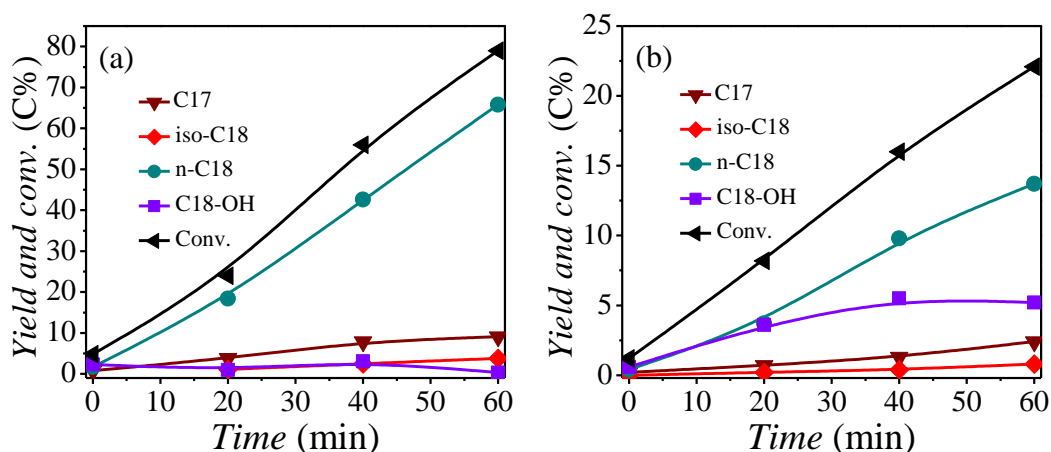 (a)
Yield and conv. (C%)
80
70
60
50
40
30
20
10
0
C17
iso-C18
n-C18
C18-OH
Conv.
0 10 20 30 40 50 60
Time (min)
(b)
Yield and conv. (C%)
25
20
15
10
5
0
C17
iso-C18
n-C18
C18-OH
Conv.
0 10 20 30 40 50 60
Time (min)